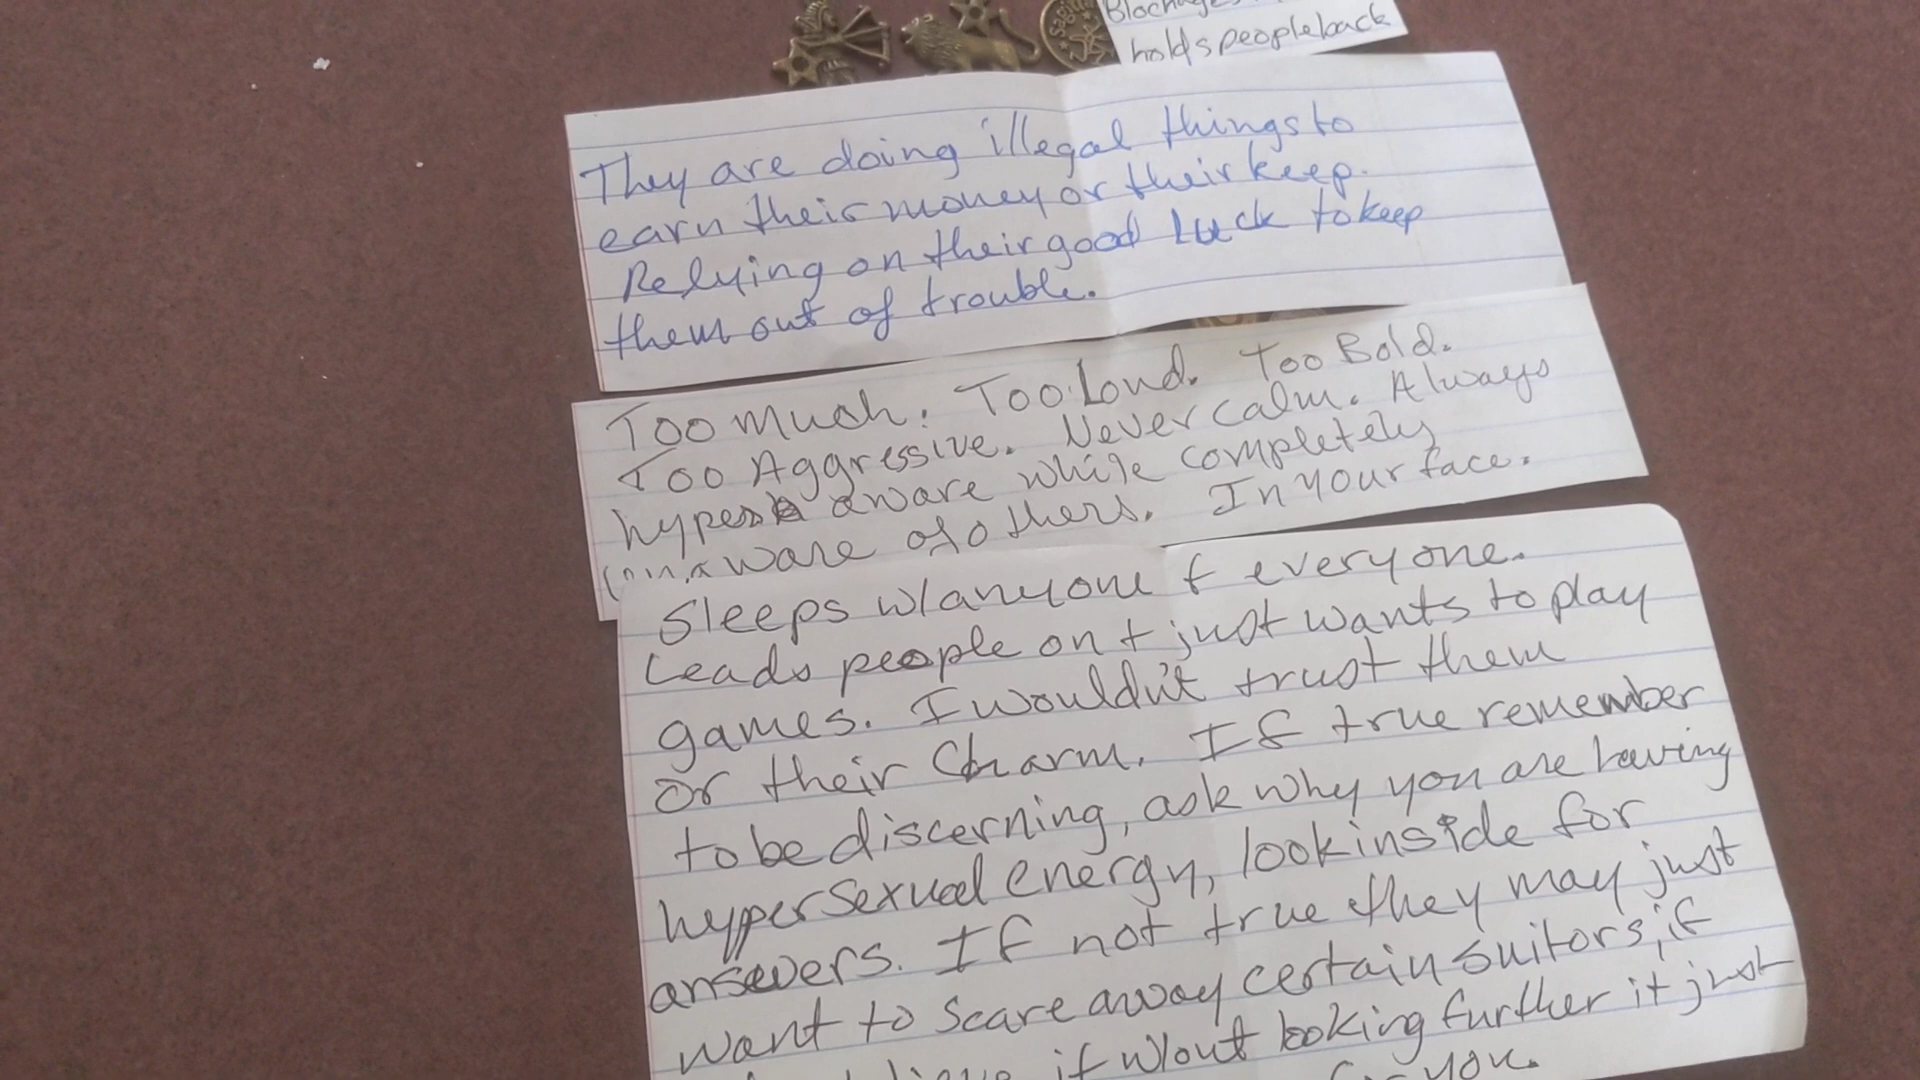 Blockages
holds people back
Sagitt
They are doing illegal things to
earn their money or their keep.
Relying on their good luck to keep
them out of trouble.
Too much. Too Loud. Too Bold.
Too Aggressive. Never calm. Always
hyper aware while completely
unaware of others. In your face.
Sleeps w/anyone & everyone.
Leads people on + just wants to play
games. I wouldn't trust them
or their Charm. If true remember
to be discerning, ask why you are having
hypersexual energy, look inside for
answers. If not true they may just
want to scare away certain suitors, if
if w/out looking further it just
you.